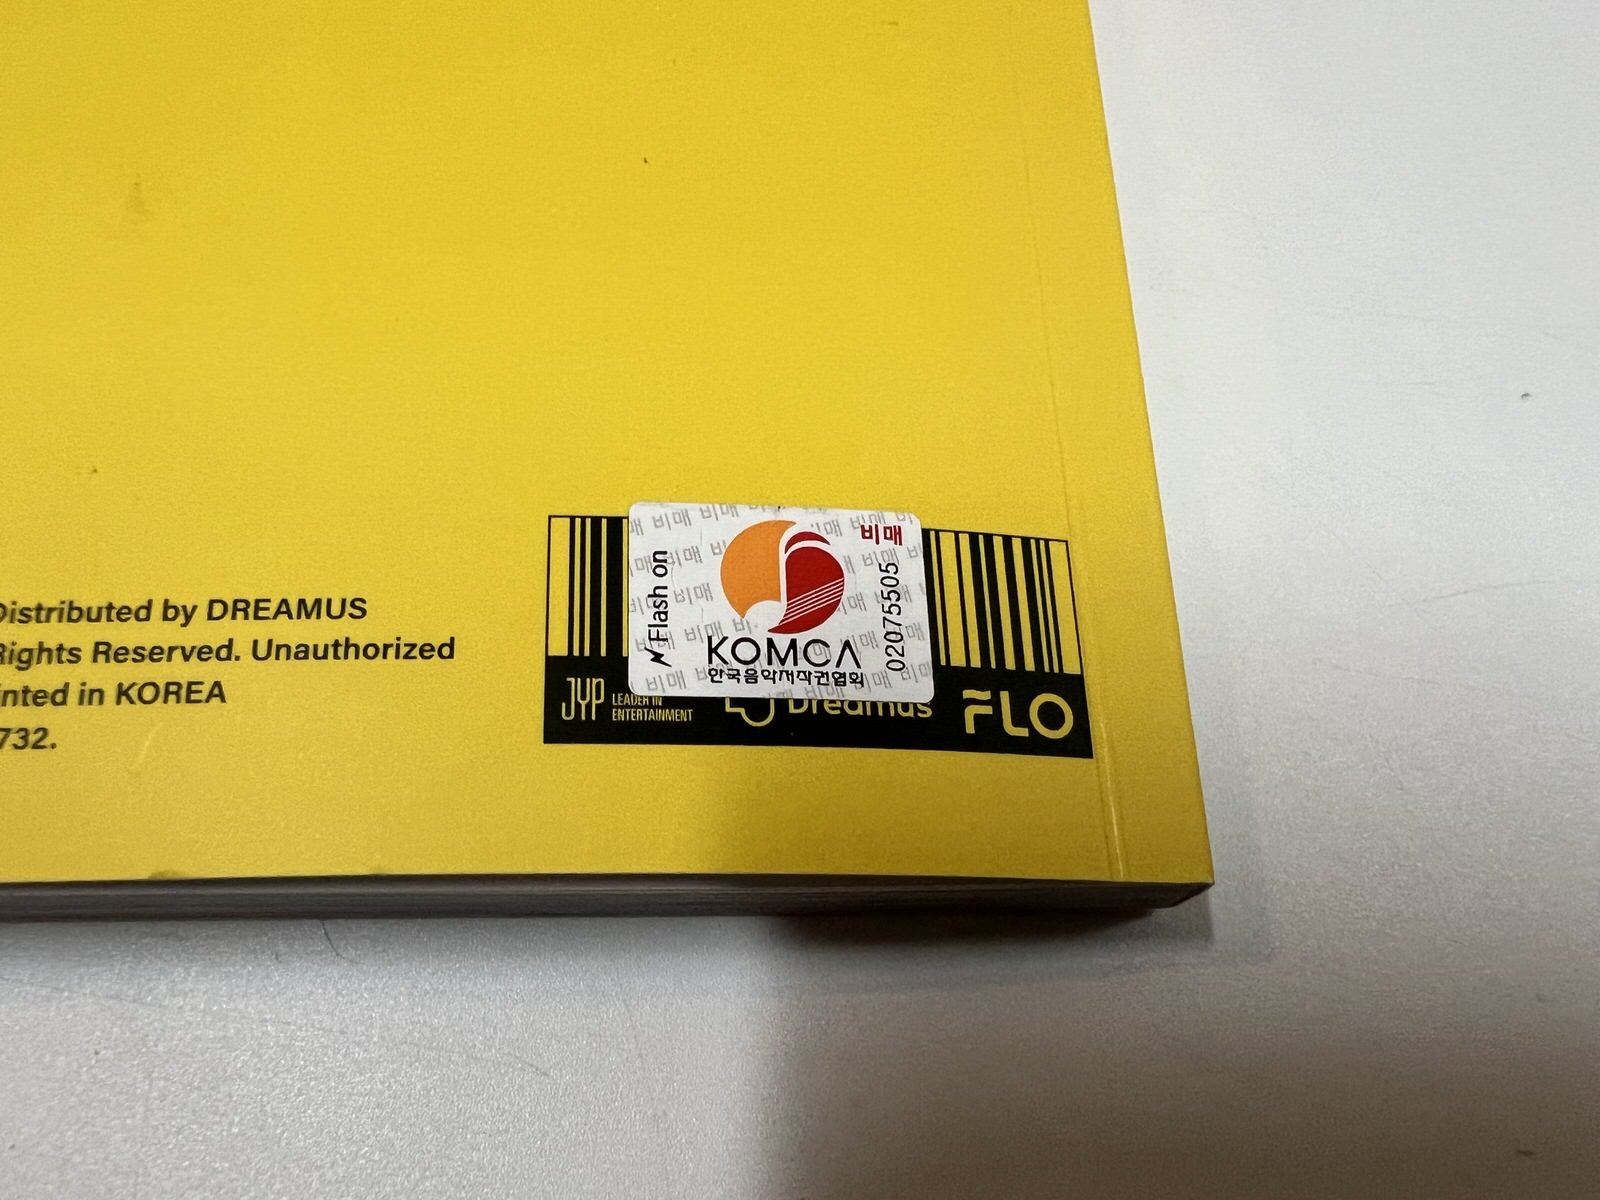 Distributed by DREAMUS
Rights Reserved. Unauthorized
inted in KOREA
732.
Flash on
비매
02075505
KOMCA
한국음악저작권협회
JYP LEADER IN
ENTERTAINMENT
Dreamus
FLO